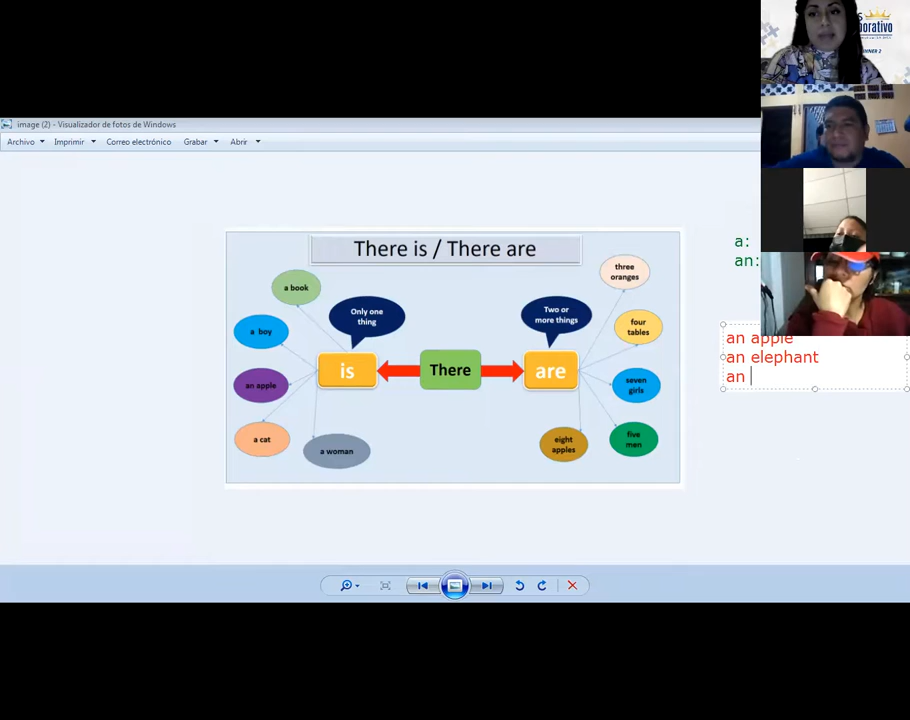 image (2) - Visualizador de fotos de Windows
Archivo Imprimir Correo electrónico Grabar Abrir
There is / There are
a book
Only one
thing
a boy
an apple
a cat
a woman
is
There
are
Two or
more things
three
oranges
four
tables
seven
girls
five
men
eight
apples
a:
an:
an apple
an elephant
an